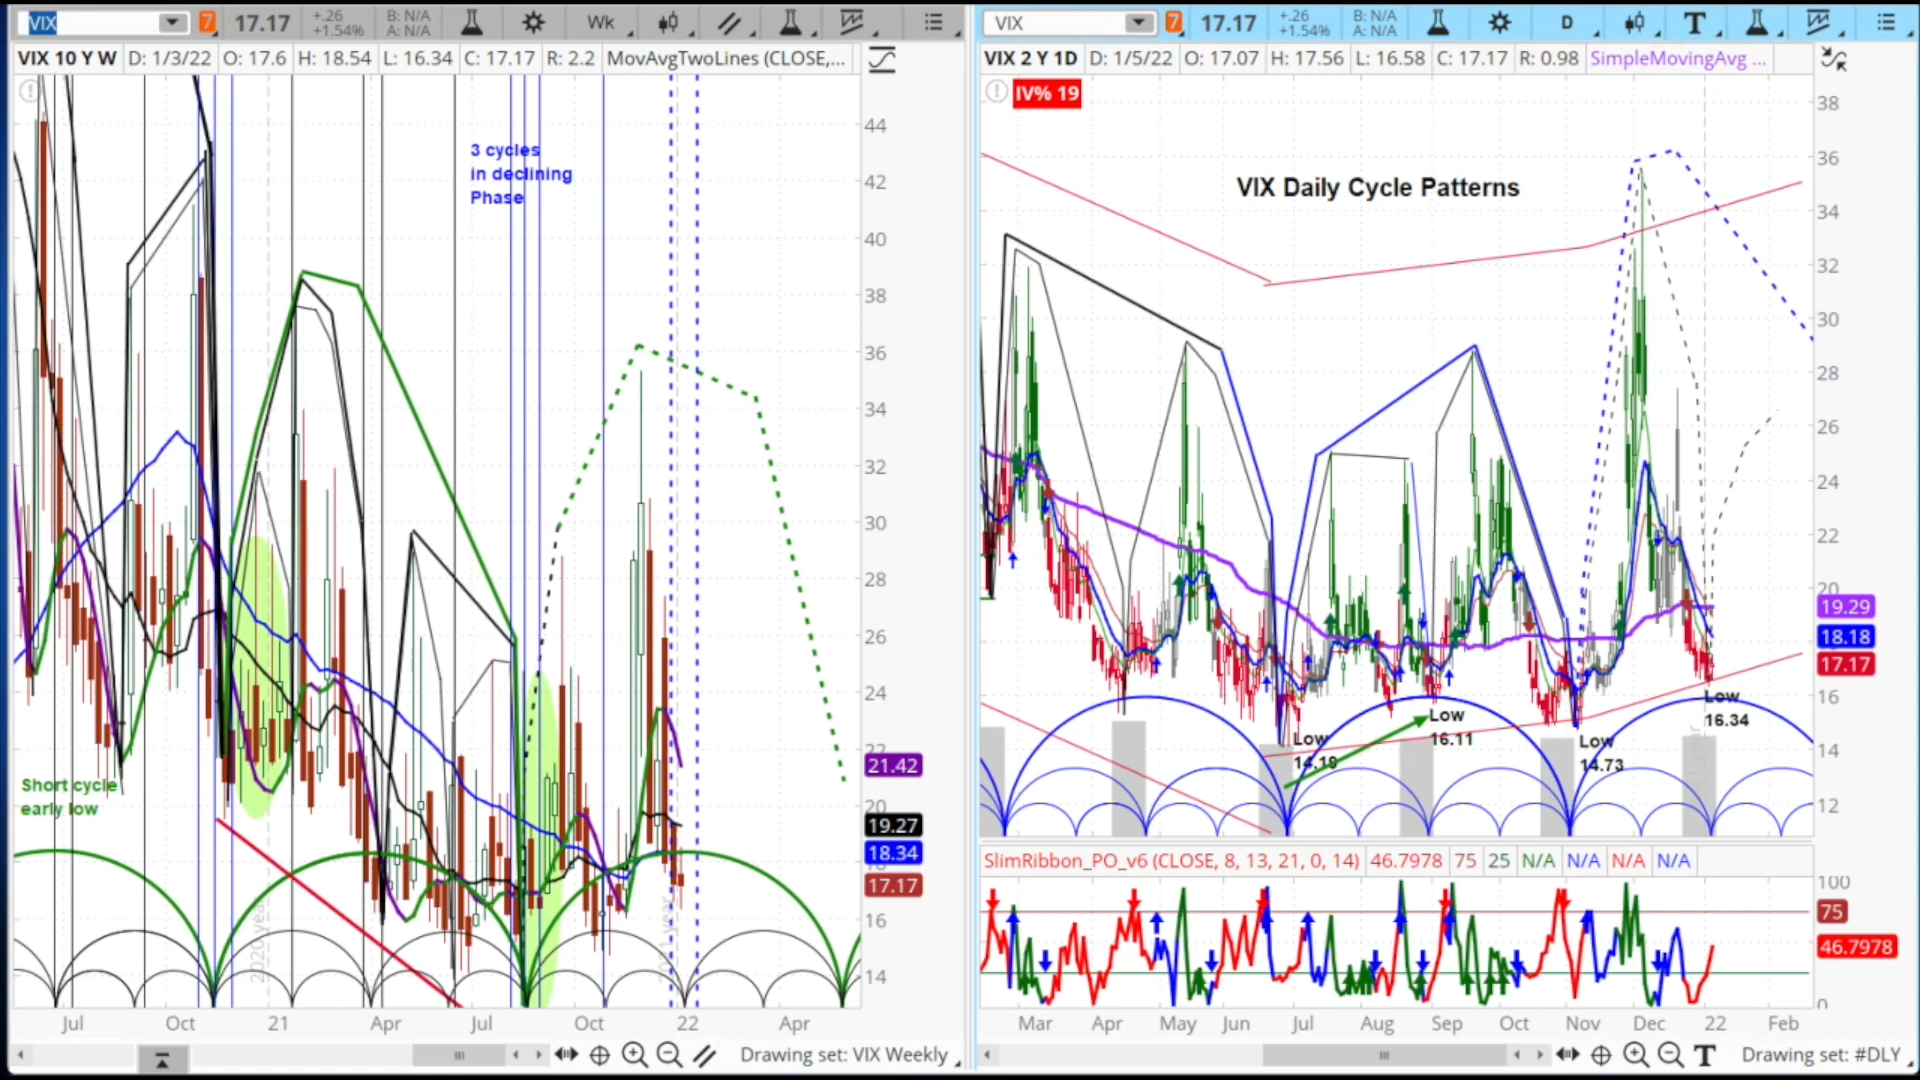 VIX
7
17.17
+.26
+1.54%
B: N/A
A: N/A
Wk
VIX 10 Y W
D: 1/3/22
O: 17.6
H: 18.54
L: 16.34
C: 17.17
R: 2.2
MovAvgTwoLines (CLOSE,...
3 cycles
in declining
Phase
Short cycle
early low
2020 year
44
42
40
38
36
34
32
30
28
26
24
22
21.42
20
19.27
18.34
17.17
16
14
Jul
Oct
21
Apr
Jul
Oct
22
Apr
Drawing set: VIX Weekly
VIX
7
17.17
+.26
+1.54%
B: N/A
A: N/A
D
T
VIX 2 Y 1D
D: 1/5/22
O: 17.07
H: 17.56
L: 16.58
C: 17.17
R: 0.98
SimpleMovingAvg ...
IV% 19
VIX Daily Cycle Patterns
38
36
34
32
30
28
26
24
22
20
19.29
18.18
17.17
16
14
12
Low
14.19
Low
16.11
Low
14.73
Low
16.34
SlimRibbon_PO_v6 (CLOSE, 8, 13, 21, 0, 14)
46.7978
75
25
N/A
N/A
N/A
N/A
100
75
46.7978
0
Mar
Apr
May
Jun
Jul
Aug
Sep
Oct
Nov
Dec
22
Feb
T
Drawing set: #DLY